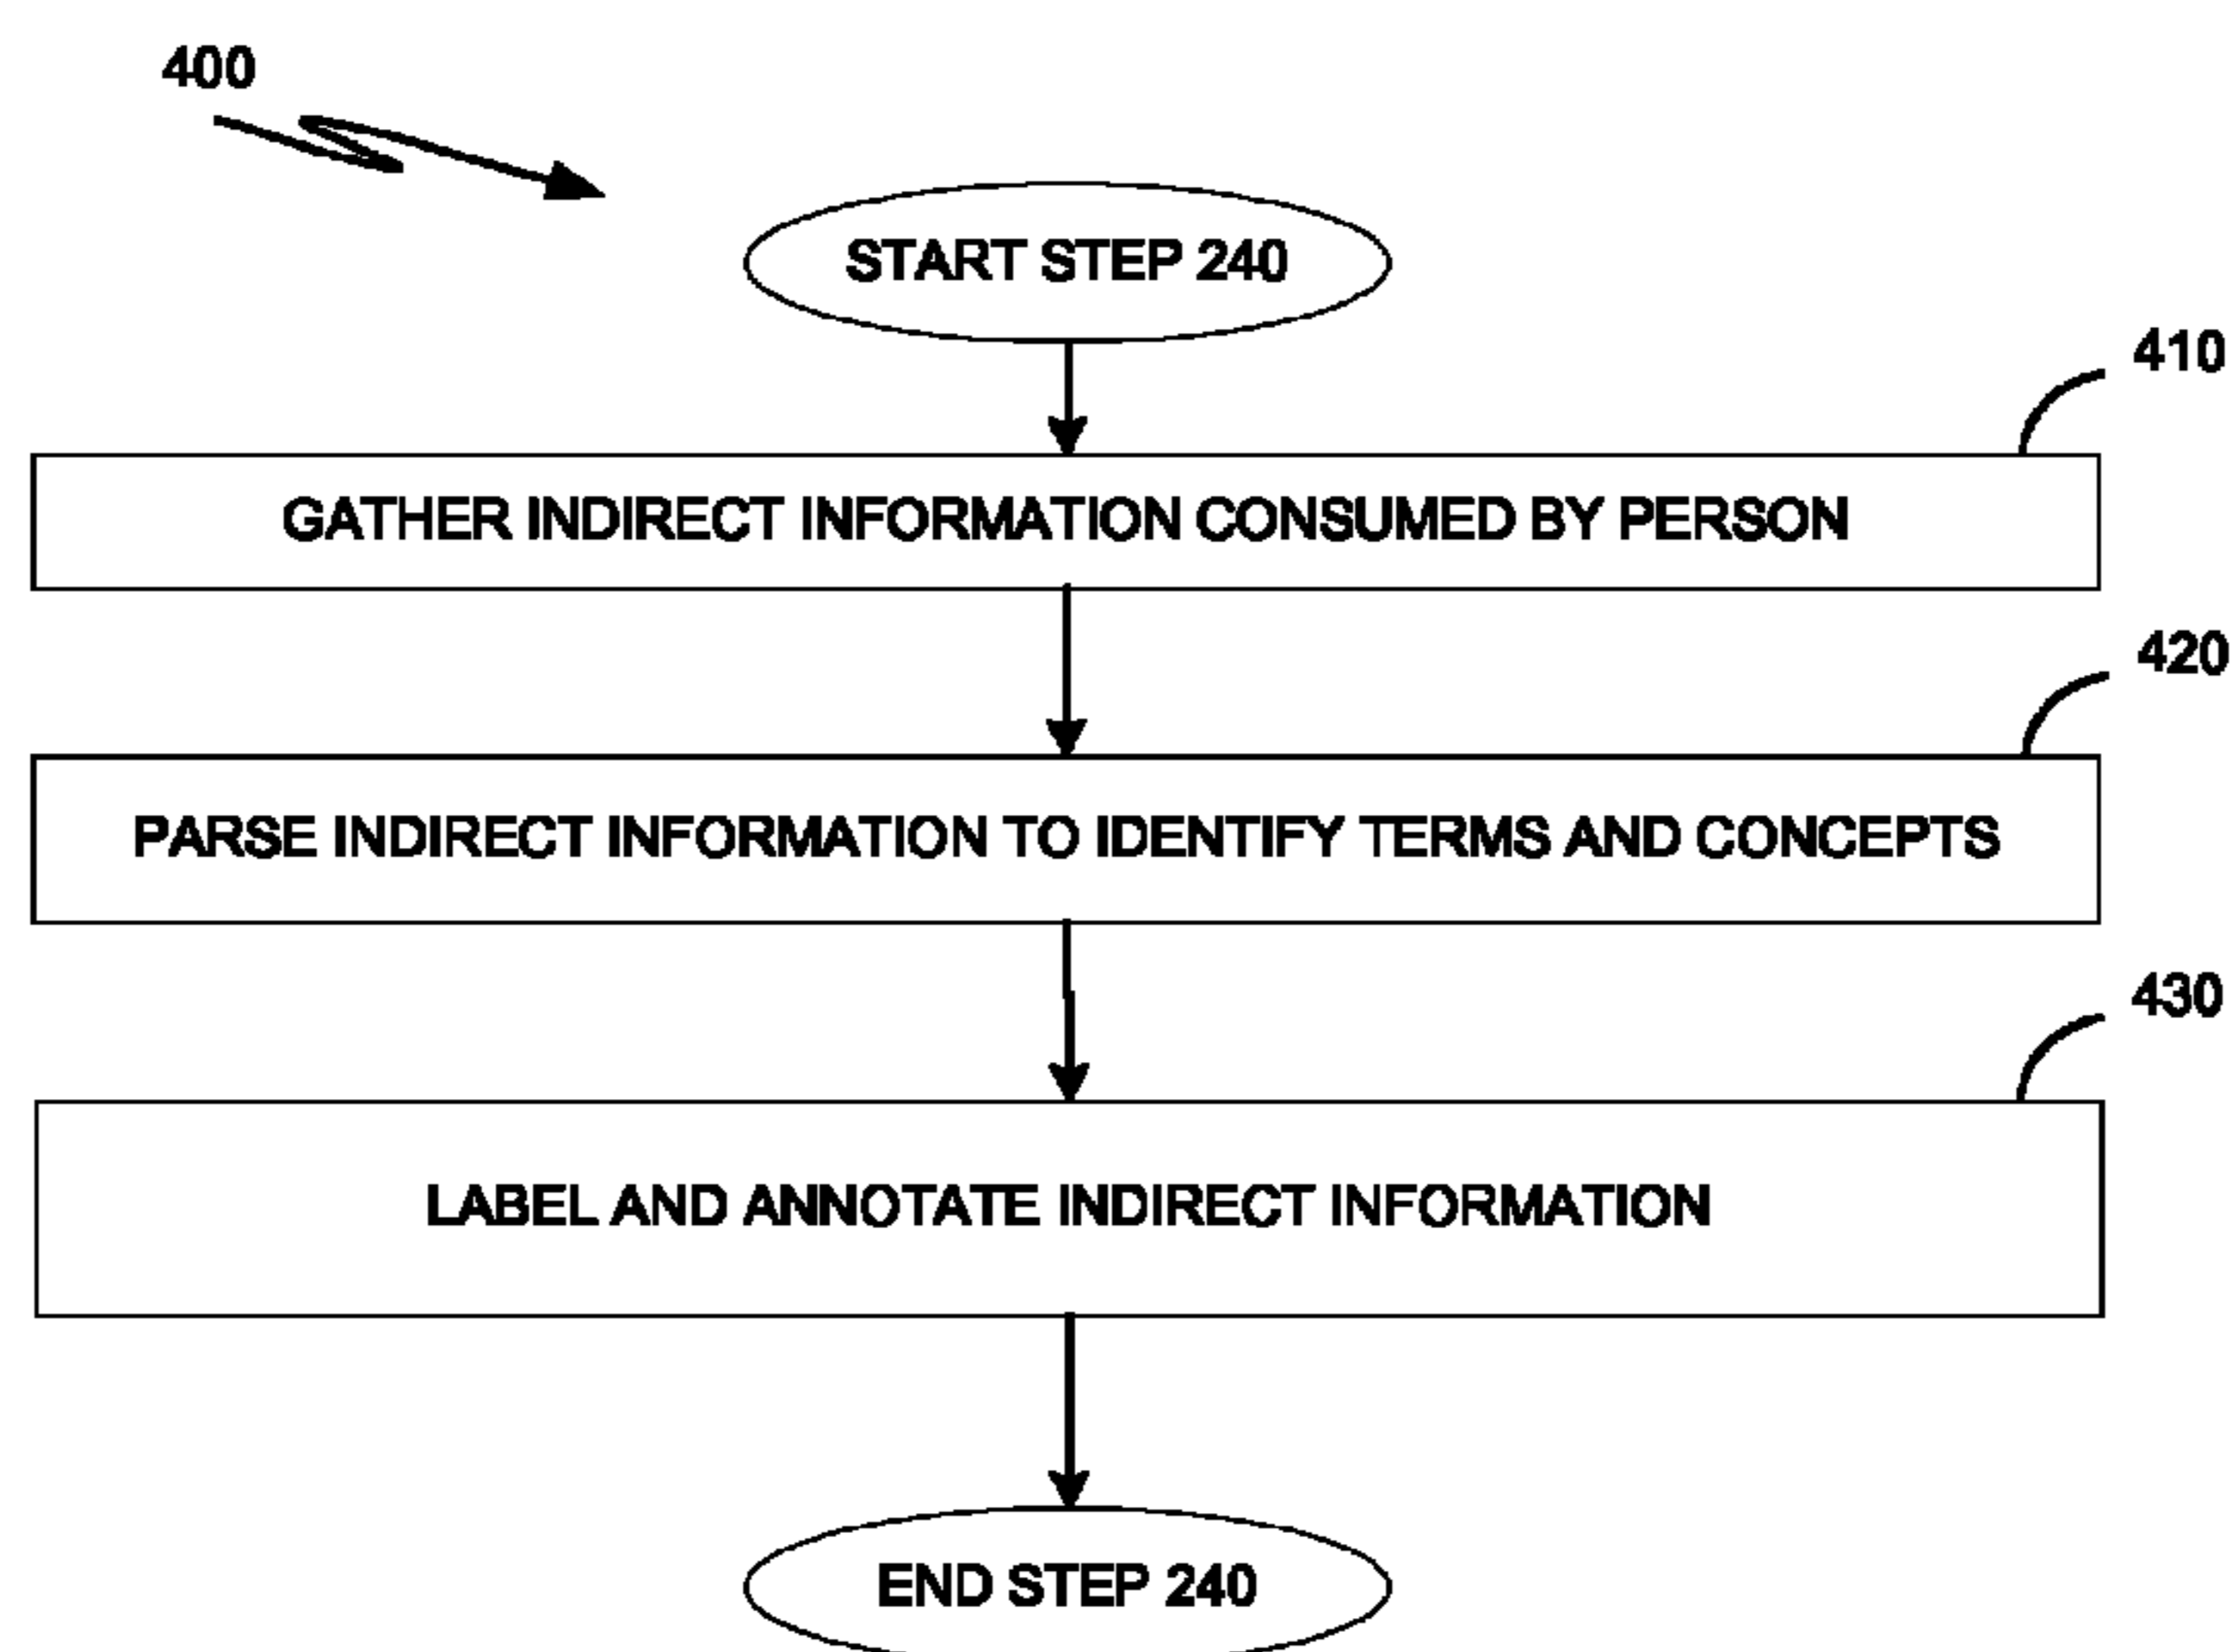 400
START STEP 240
410
GATHER INDIRECT INFORMATION CONSUMED BY PERSON
420
PARSE INDIRECT INFORMATION TO IDENTIFY TERMS AND CONCEPTS
430
LABEL AND ANNOTATE INDIRECT INFORMATION
END STEP 240